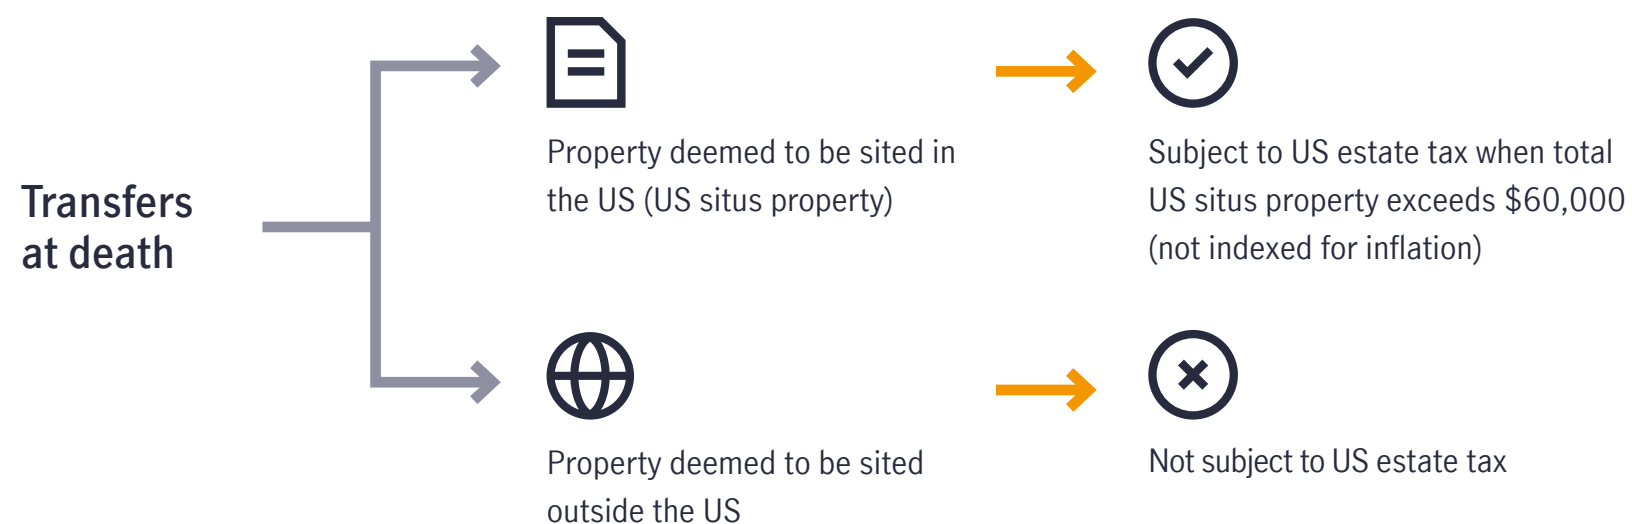 Transfers
at death
Property deemed to be sited in
the US (US situs property)
Subject to US estate tax when total
US situs property exceeds $60,000
(not indexed for inflation)
Property deemed to be sited
outside the US
Not subject to US estate tax